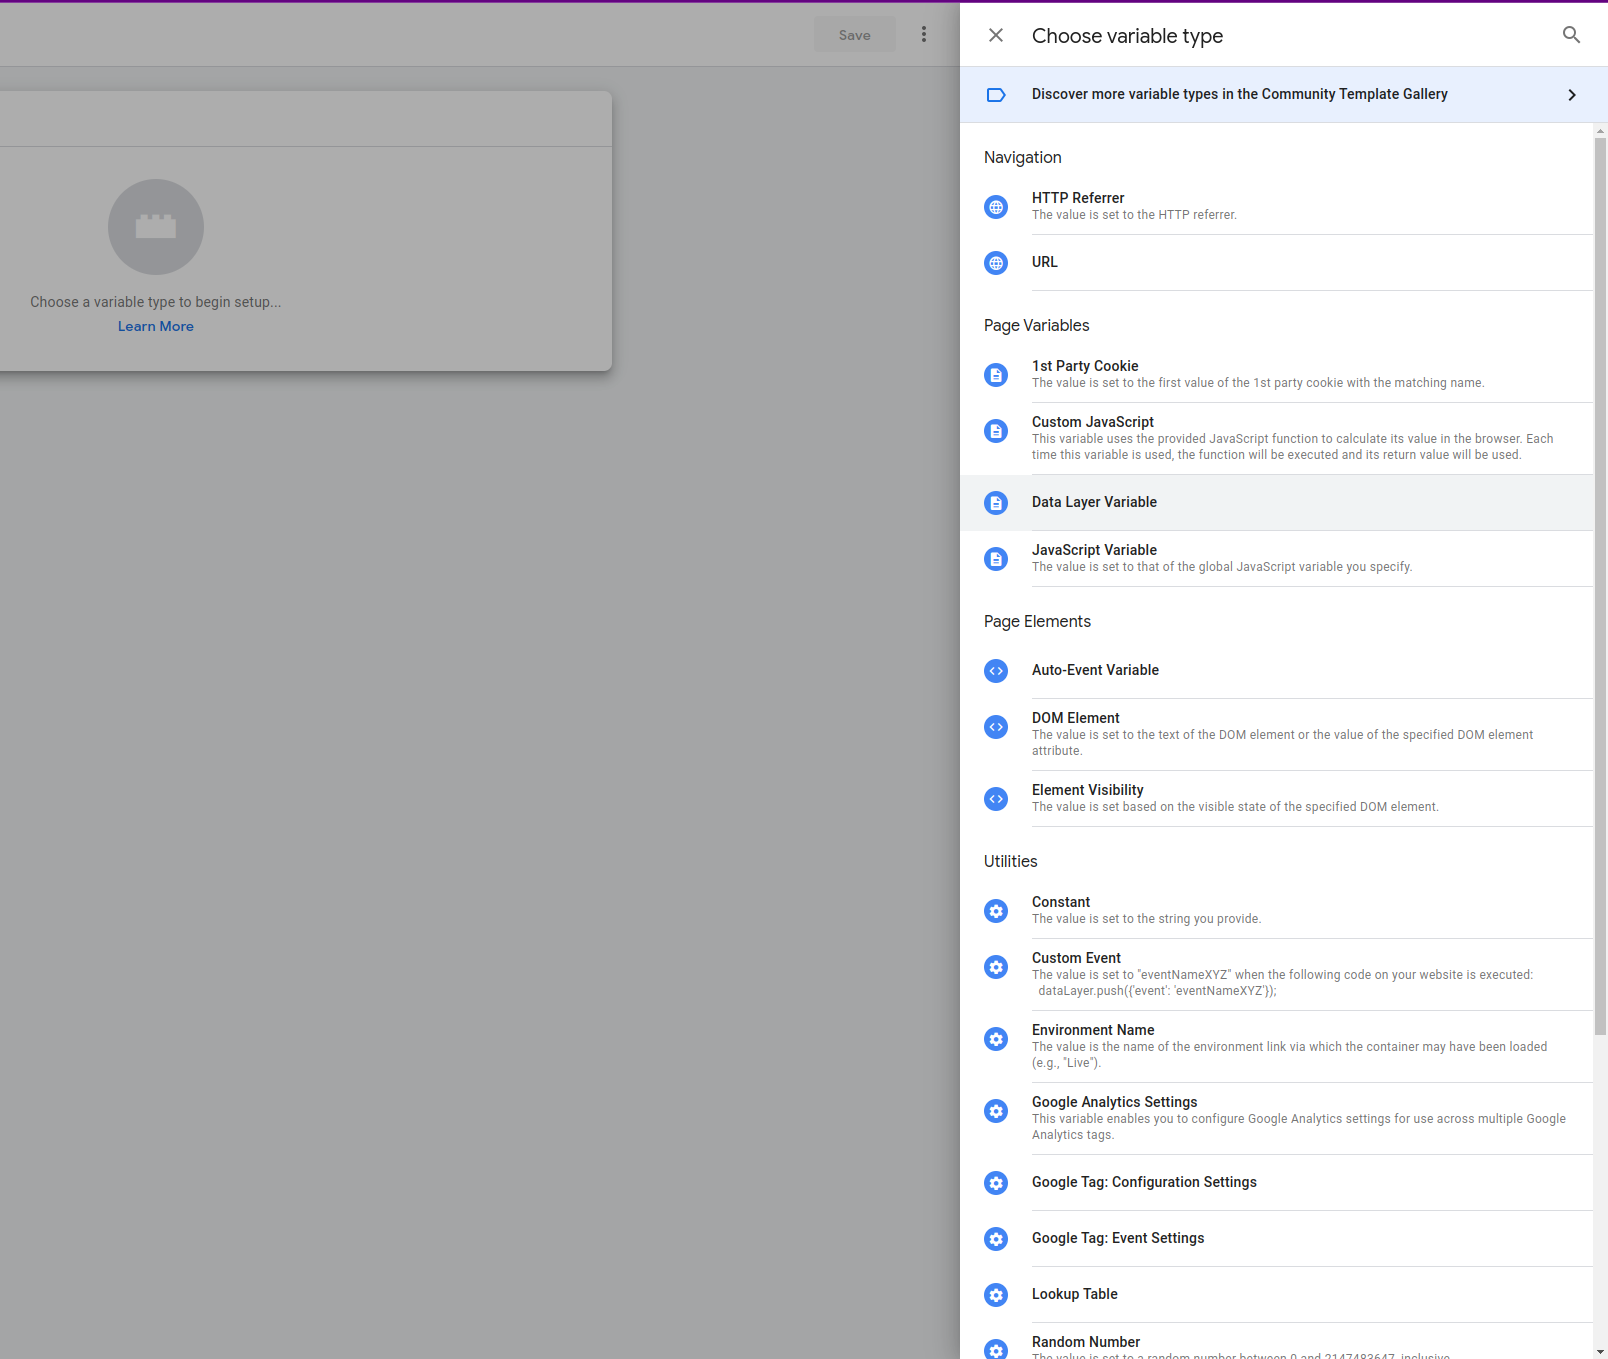 Save
Choose a variable type to begin setup...
Learn More
Choose variable type
Discover more variable types in the Community Template Gallery
Navigation
HTTP Referrer
The value is set to the HTTP referrer.
URL
Page Variables
1st Party Cookie
The value is set to the first value of the 1st party cookie with the matching name.
Custom JavaScript
This variable uses the provided JavaScript function to calculate its value in the browser. Each
time this variable is used, the function will be executed and its return value will be used.
Data Layer Variable
JavaScript Variable
The value is set to that of the global JavaScript variable you specify.
Page Elements
Auto-Event Variable
DOM Element
The value is set to the text of the DOM element or the value of the specified DOM element
attribute.
Element Visibility
The value is set based on the visible state of the specified DOM element.
Utilities
Constant
The value is set to the string you provide.
Custom Event
The value is set to "eventNameXYZ" when the following code on your website is executed:
dataLayer.push({'event': 'eventNameXYZ'});
Environment Name
The value is the name of the environment link via which the container may have been loaded
(e.g., "Live").
Google Analytics Settings
This variable enables you to configure Google Analytics settings for use across multiple Google
Analytics tags.
Google Tag: Configuration Settings
Google Tag: Event Settings
Lookup Table
Random Number
The value is set to a random number between 0 and 2147483647, inclusive.